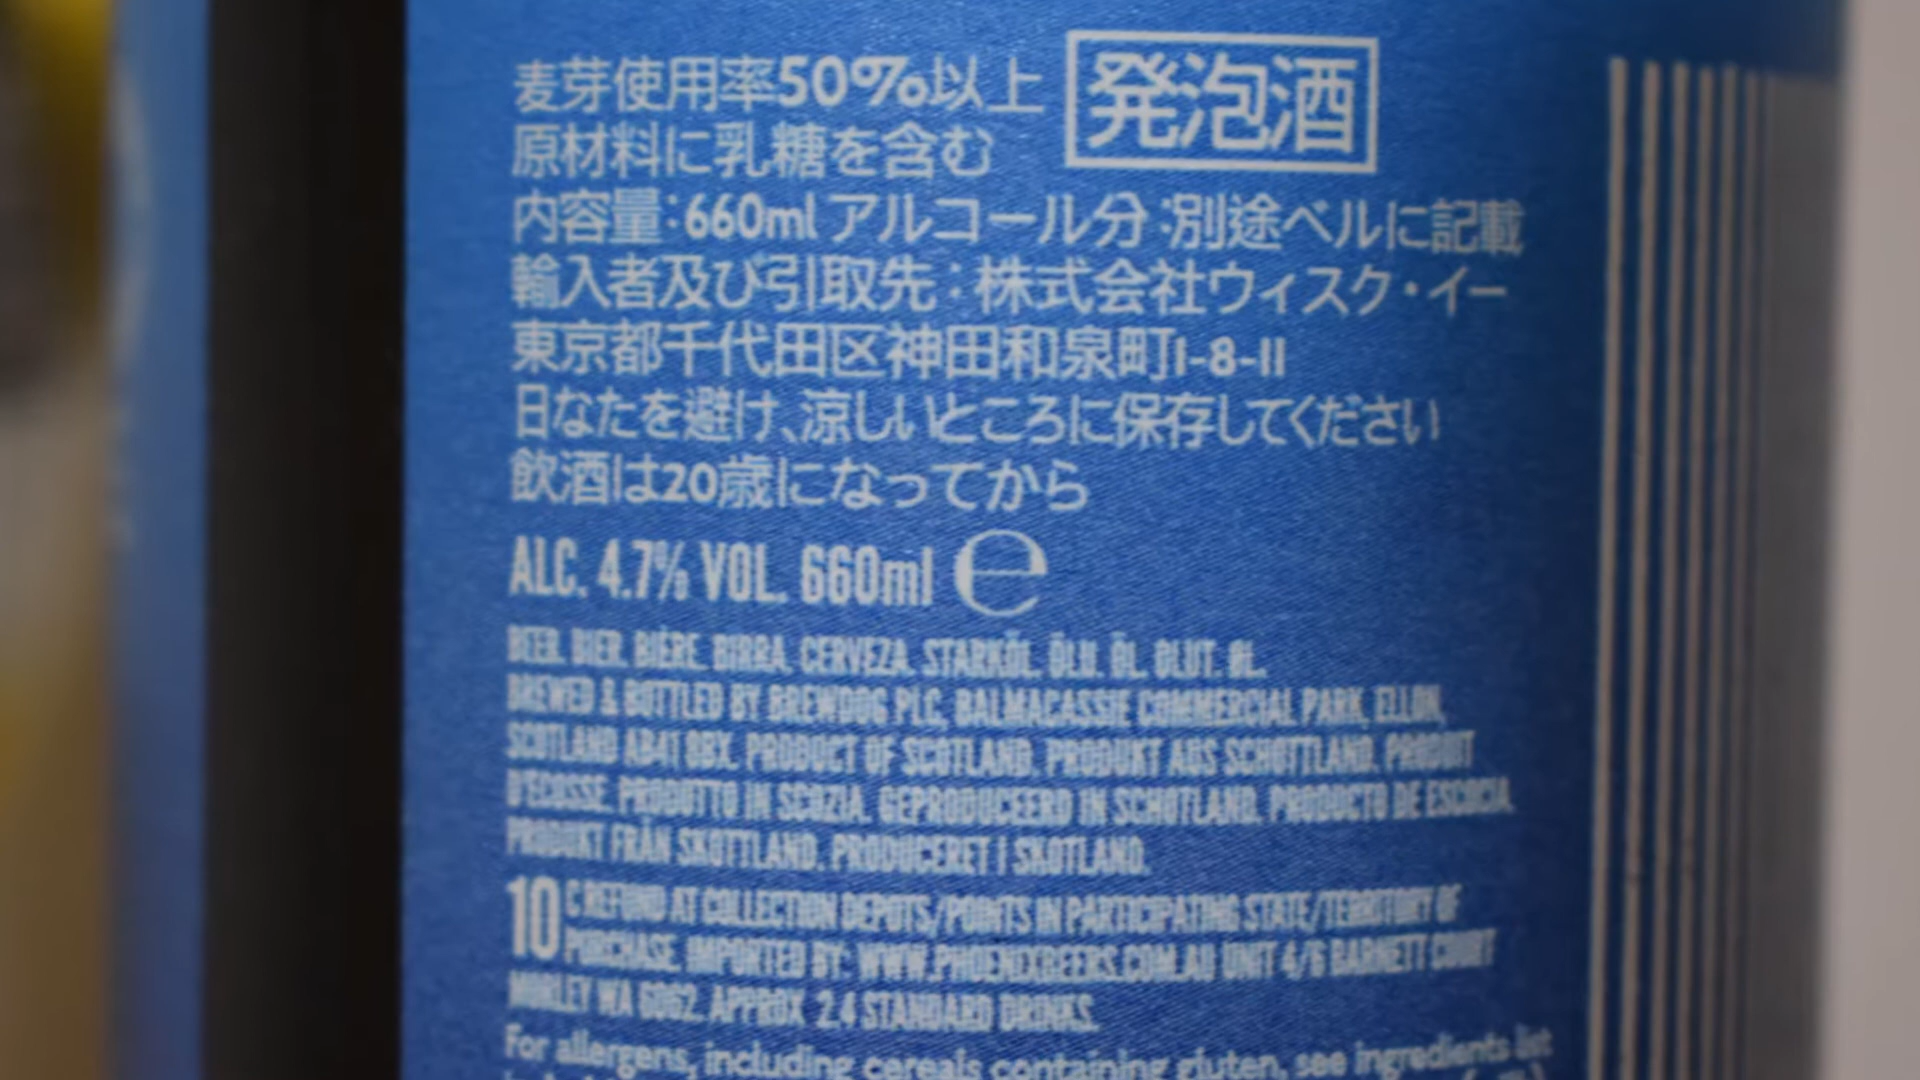 麦芽使用率50%以上
発泡酒
原材料に乳糖を含む
内容量:660ml アルコール分:別途ベルに記載
輸入者及び引取先:株式会社ウィスク・イー
東京都千代田区神田和泉町1-8-11
日なたを避け、涼しいところに保存してください
飲酒は20歳になってから
ALC. 4.7% VOL. 660ml e
BEER. BIER. BIÈRE. BIRRA. CERVEZA. STARKÖL. ÖLU. ÖL. OLUT. ØL.
BREWED & BOTTLED BY BREWDOG PLC, BALMACASSIE COMMERCIAL PARK, ELLON,
SCOTLAND AB41 8BX. PRODUCT OF SCOTLAND. PRODUKT AUS SCHOTTLAND. PRODUIT
D'ECOSSE. PRODOTTO IN SCOZIA. GEPRODUCEERD IN SCHOTLAND. PRODUCTO DE ESCOCIA.
PRODUKT FRÅN SKOTTLAND. PRODUCERET I SKOTLAND.
10 C REFUND AT COLLECTION DEPOTS/POINTS IN PARTICIPATING STATE/TERRITORY OF
PURCHASE. IMPORTED BY: WWW.PHOENIXBEERS.COM.AU UNIT 4/6 BARNETT COURT
MORLEY WA 6062. APPROX 2.4 STANDARD DRINKS.
For allergens, including cereals containing gluten, see ingredients list